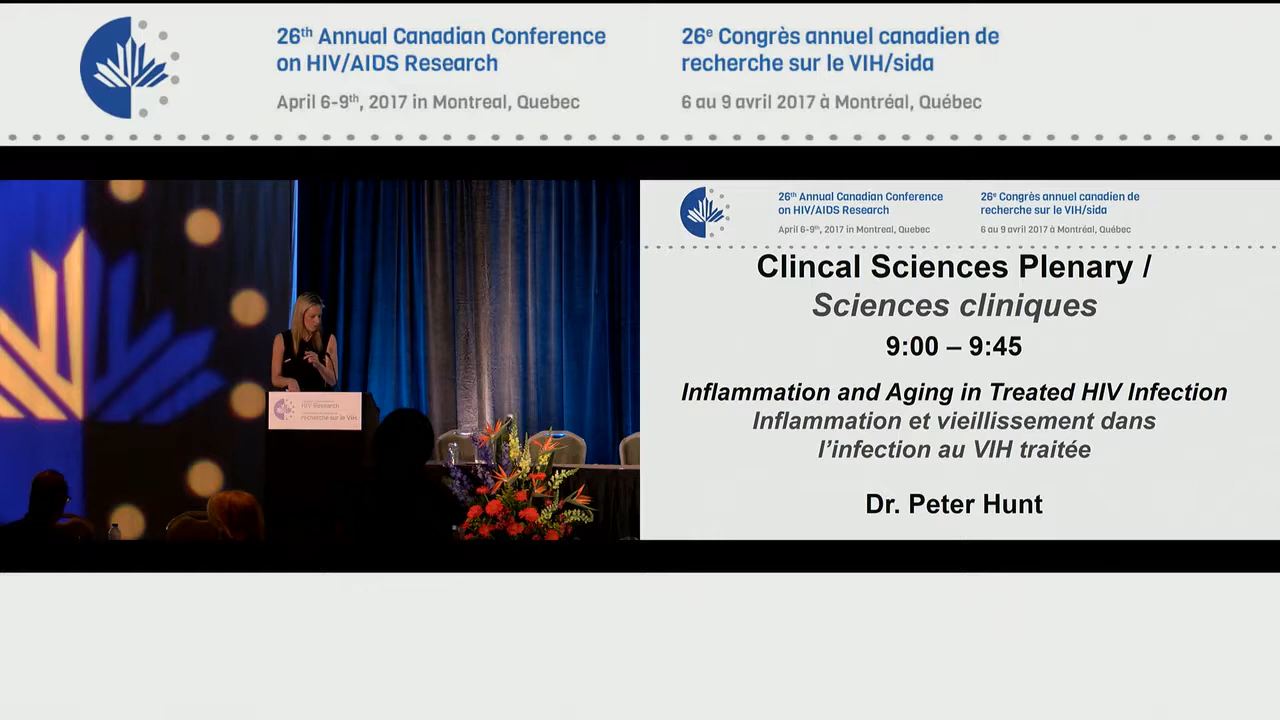 26th Annual Canadian Conference
on HIV/AIDS Research
April 6-9th, 2017 in Montreal, Quebec
26e Congrès annuel canadien de
recherche sur le VIH/sida
6 au 9 avril 2017 à Montréal, Québec
HIV Research
recherche sur le VIH
26th Annual Canadian Conference
on HIV/AIDS Research
April 6-9th, 2017 in Montreal, Quebec
26e Congrès annuel canadien de
recherche sur le VIH/sida
6 au 9 avril 2017 à Montréal, Québec
Clincal Sciences Plenary /
Sciences cliniques
9:00 – 9:45
Inflammation and Aging in Treated HIV Infection
Inflammation et vieillissement dans
l'infection au VIH traitée
Dr. Peter Hunt